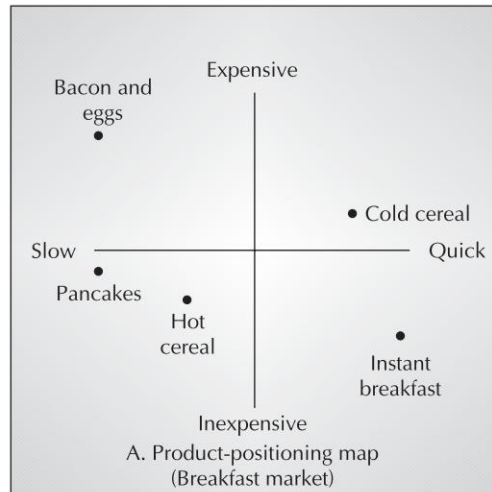 Expensive
Bacon and
eggs
Cold cereal
Slow
Quick
Pancakes
Hot
cereal
Instant
breakfast
Inexpensive
A. Product-positioning map
(Breakfast market)